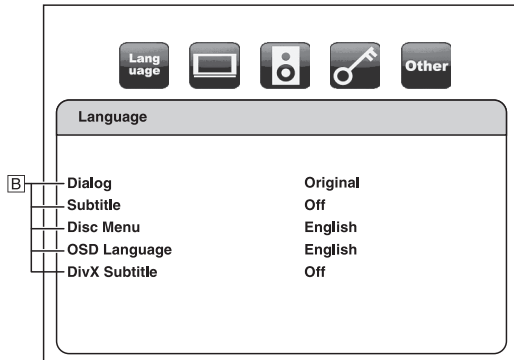 Lang
uage
Other
Language
B
Dialog Original
Subtitle Off
Disc Menu English
OSD Language English
DivX Subtitle Off